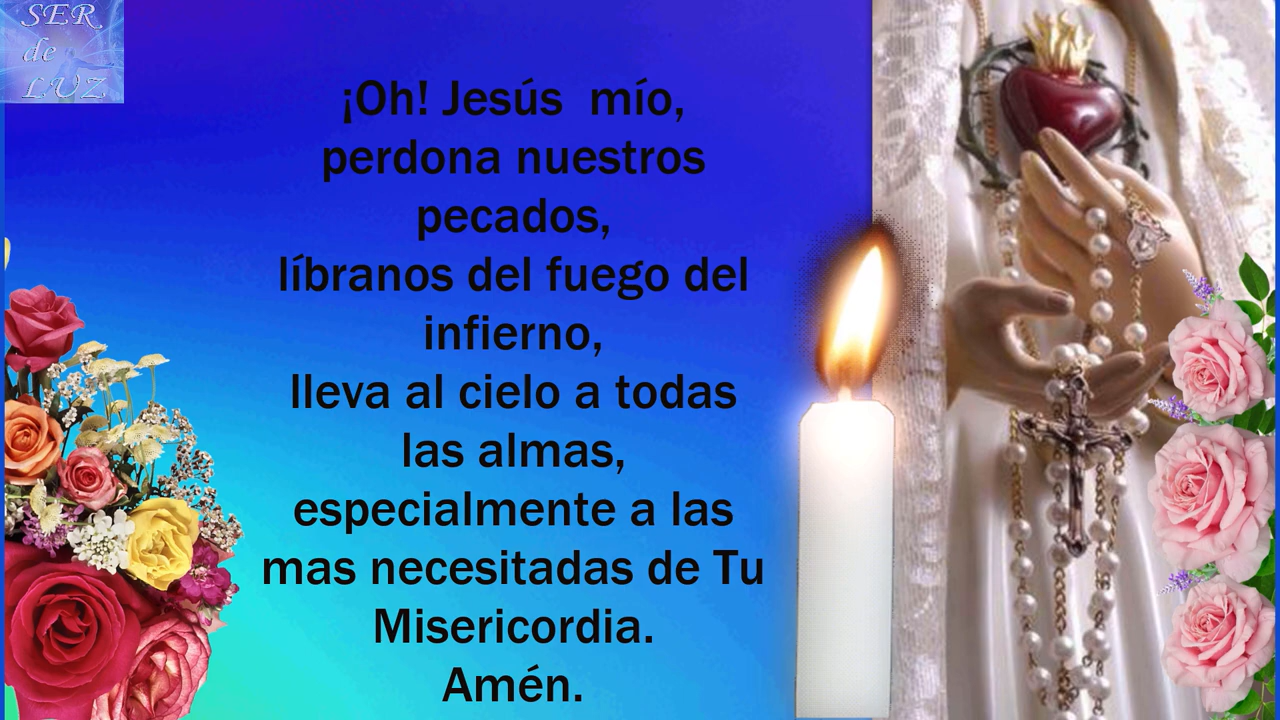 SER
de
LUZ
¡Oh! Jesús  mío,
perdona nuestros
pecados,
líbranos del fuego del
infierno,
lleva al cielo a todas
las almas,
especialmente a las
mas necesitadas de Tu
Misericordia.
Amén.